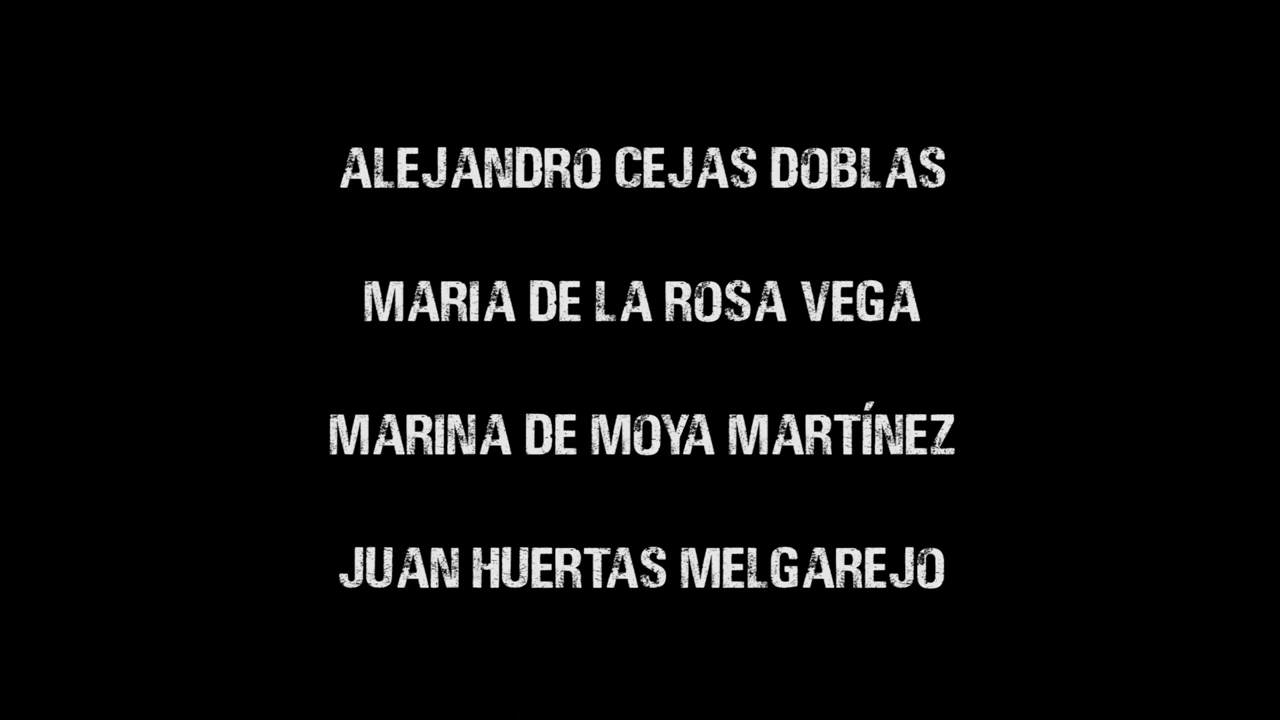 ALEJANDRO CEJAS DOBLAS
MARIA DE LA ROSA VEGA
MARINA DE MOYA MARTÍNEZ
JUAN HUERTAS MELGAREJO